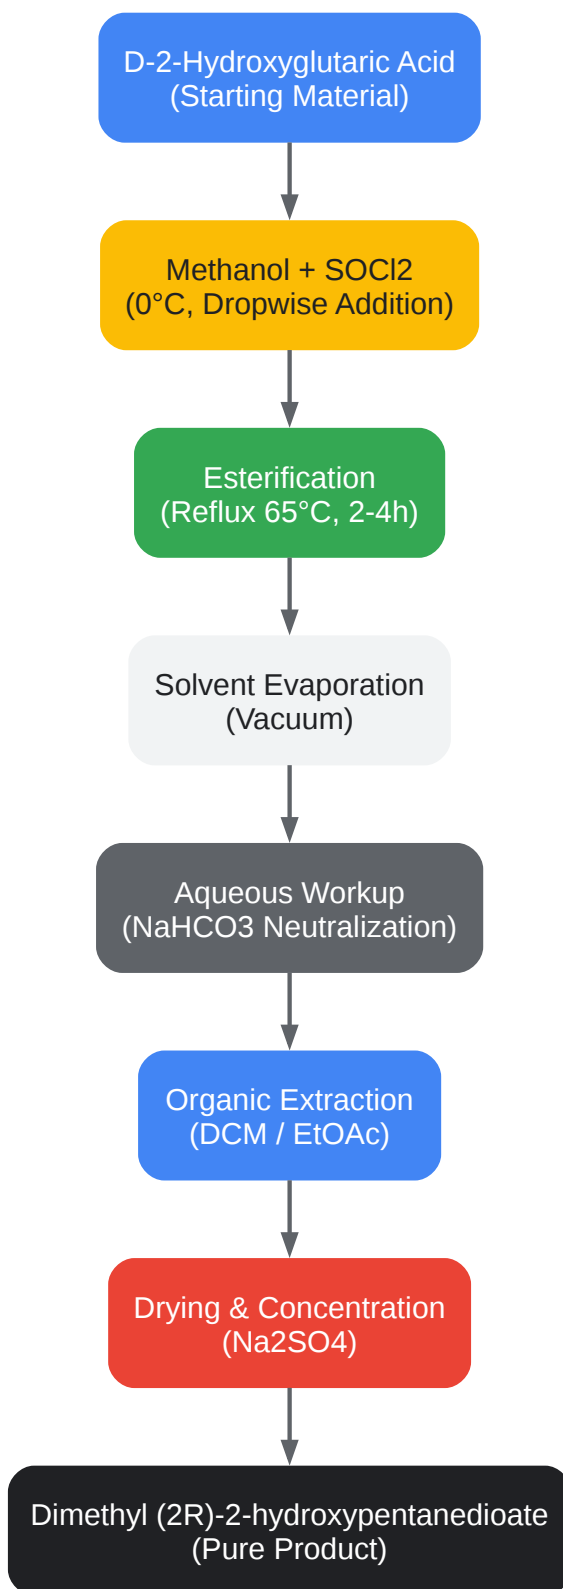 D-2-Hydroxyglutaric Acid
(Starting Material)
Methanol + SOCl2
(0°C, Dropwise Addition)
Esterification
(Reflux 65°C, 2-4h)
Solvent Evaporation
(Vacuum)
Aqueous Workup
(NaHCO3 Neutralization)
Organic Extraction
(DCM / EtOAc)
Drying & Concentration
(Na2SO4)
Dimethyl (2R)-2-hydroxypentanedioate
(Pure Product)